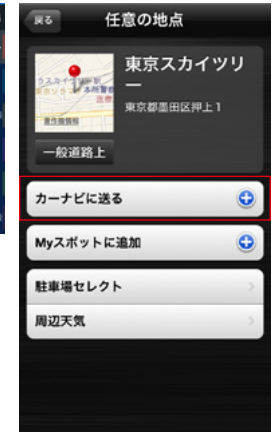 戻る
任意の地点
東京スカイツリ
ー
東京都墨田区押上1
一般道路上
カーナビに送る
Myスポットに追加
駐車場セレクト
周辺天気